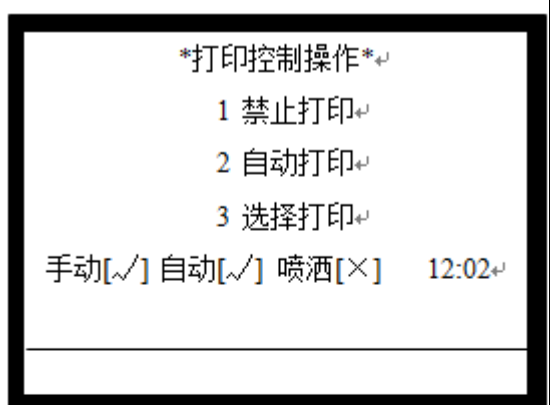 *打印控制操作*
1 禁止打印
2 自动打印
3 选择打印
手动[√] 自动[√] 喷洒[×] 12:02